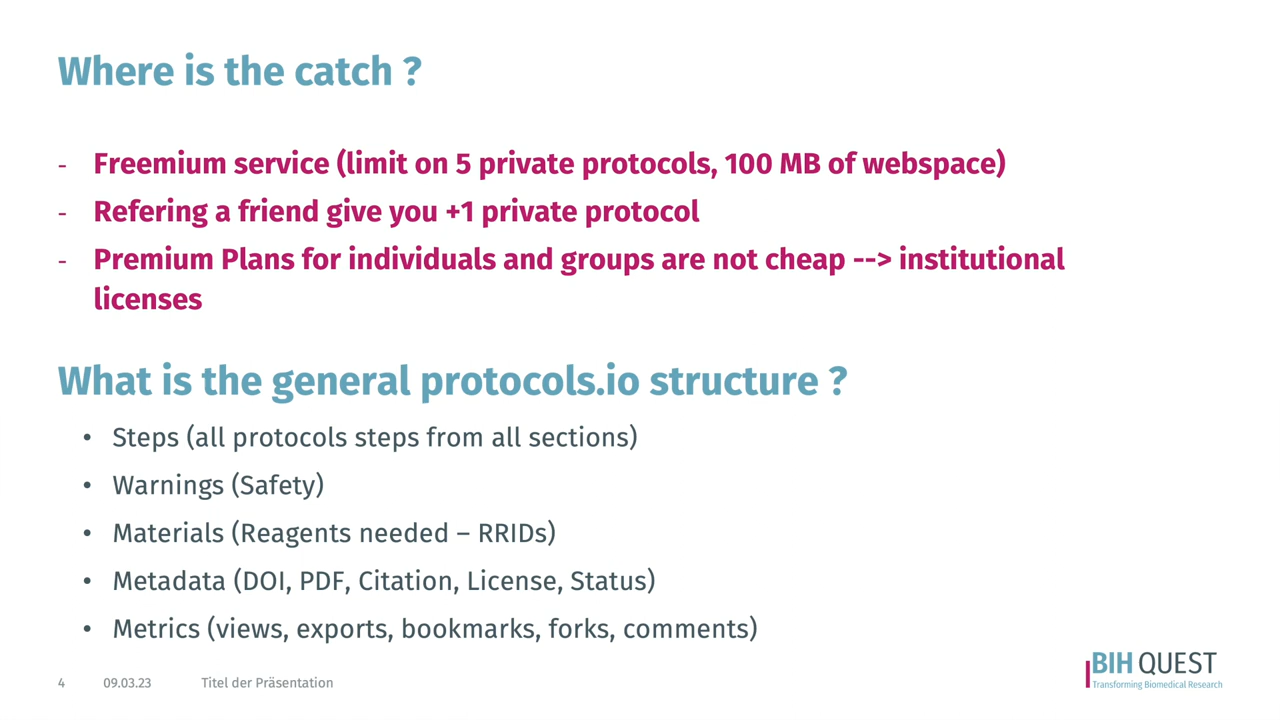 Where is the catch ?
- Freemium service (limit on 5 private protocols, 100 MB of webspace)
- Refering a friend give you +1 private protocol
- Premium Plans for individuals and groups are not cheap --> institutional
licenses
What is the general protocols.io structure ?
• Steps (all protocols steps from all sections)
• Warnings (Safety)
• Materials (Reagents needed – RRIDs)
• Metadata (DOI, PDF, Citation, License, Status)
• Metrics (views, exports, bookmarks, forks, comments)
4 09.03.23 Titel der Präsentation
BIH QUEST
Transforming Biomedical Research